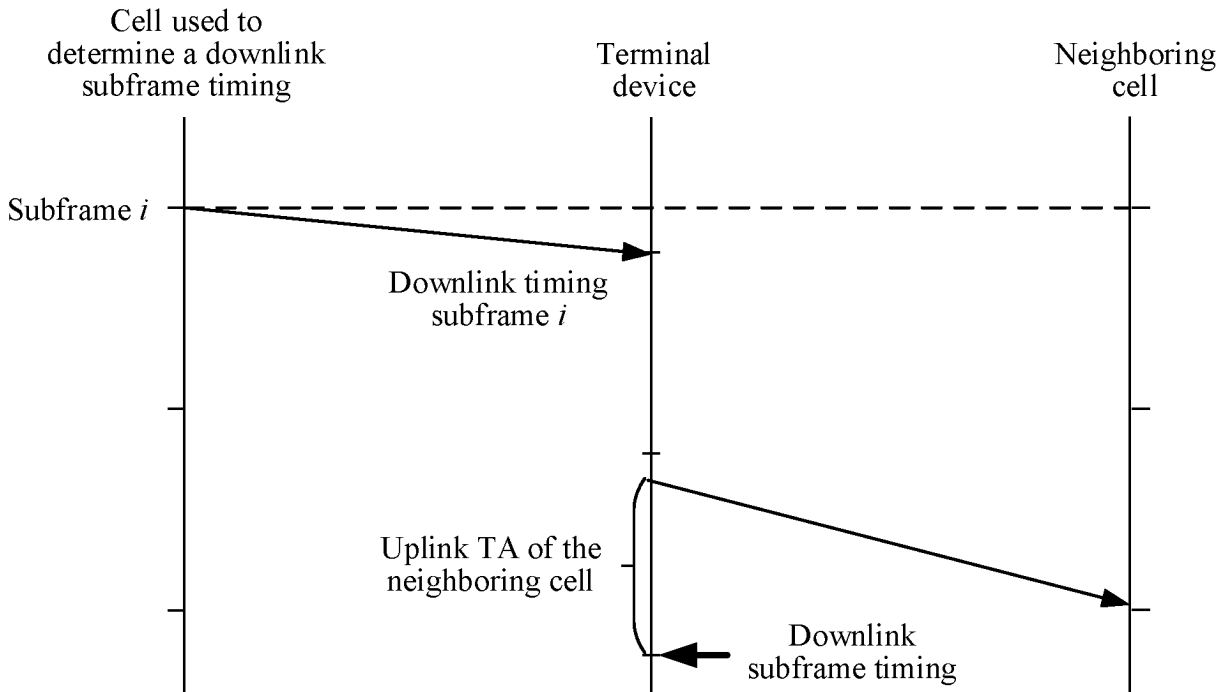 Cell used to
determine a downlink
subframe timing
Terminal
device
Neighboring
cell
Subframe i
Downlink timing
subframe i
Uplink TA of the
neighboring cell
Downlink
subframe timing